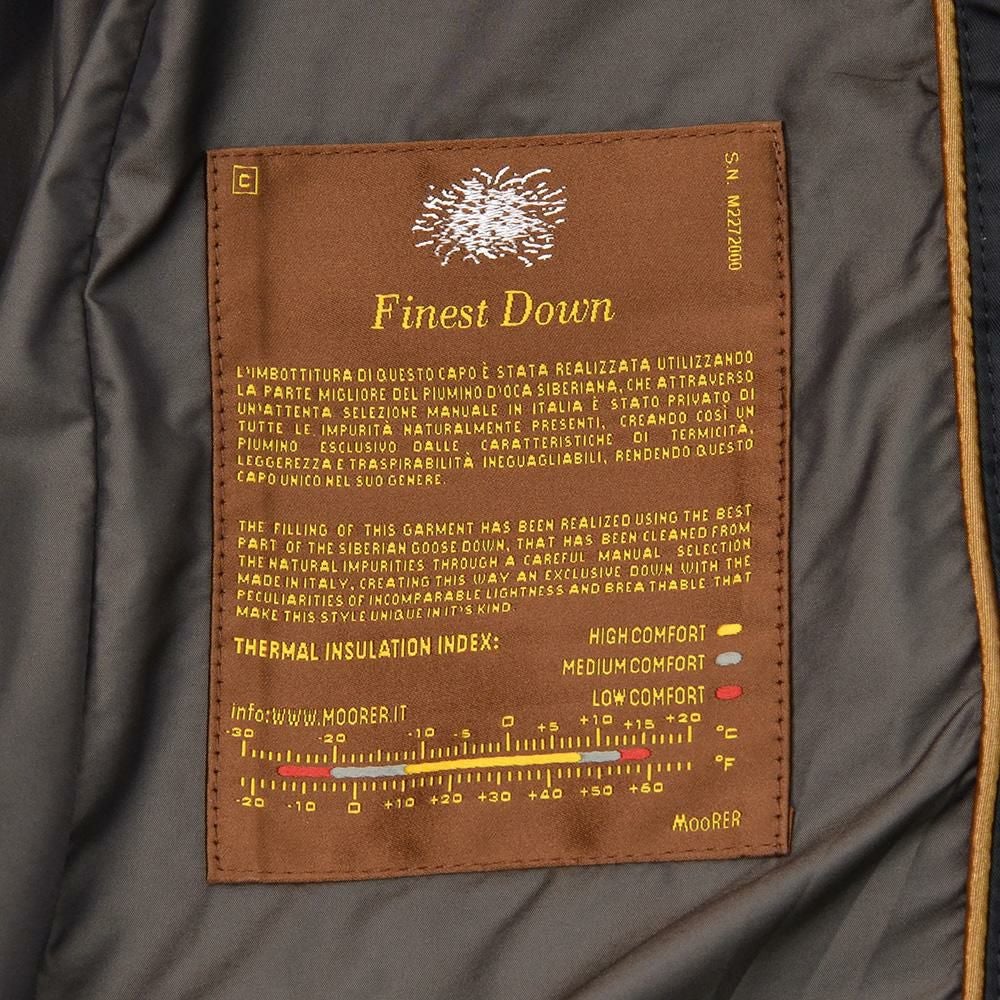 C
S.N. M2272000
Finest Down
L'IMBOTTITURA DI QUESTO CAPO È STATA REALIZZATA UTILIZZANDO
LA PARTE MIGLIORE DEL PIUMINO D'OCA SIBERIANA, CHE ATTRAVERSO
UN'ATTENTA SELEZIONE MANUALE IN ITALIA È STATO PRIVATO DI
TUTTE LE IMPURITÀ NATURALMENTE PRESENTI, CREANDO COSÌ UN
PIUMINO ESCLUSIVO DALLE CARATTERISTICHE DI TERMICITÀ,
LEGGEREZZA E TRASPIRABILITÀ INEGUAGLIABILI, RENDENDO QUESTO
CAPO UNICO NEL SUO GENERE.
THE FILLING OF THIS GARMENT HAS BEEN REALIZED USING THE BEST
PART OF THE SIBERIAN GOOSE DOWN, THAT HAS BEEN CLEANED FROM
THE NATURAL IMPURITIES THROUGH A CAREFUL MANUAL SELECTION
MADE IN ITALY, CREATING THIS WAY AN EXCLUSIVE DOWN WITH THE
PECULIARITIES OF INCOMPARABLE LIGHTNESS AND BREATHABLE THAT
MAKE THIS STYLE UNIQUE IN IT'S KIND.
THERMAL INSULATION INDEX:
HIGH COMFORT
MEDIUM COMFORT
LOW COMFORT
info:WWW.MOORER.IT
-30 -20 -10 -5 0 +5 +10 +15 +20 °C
°F
-20 -10 0 +10 +20 +30 +40 +50 +60
MOORER